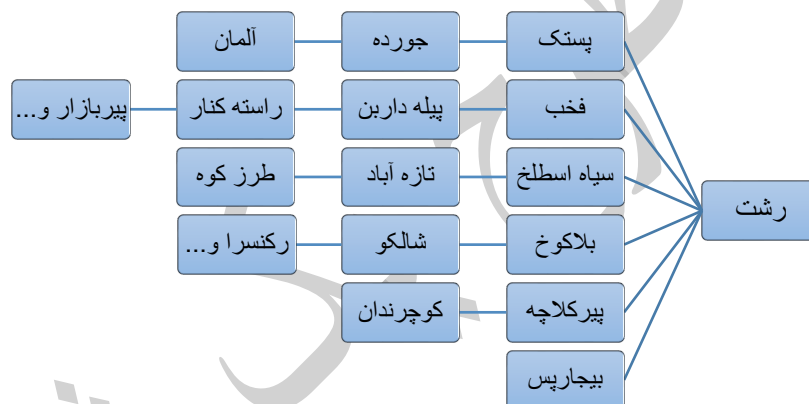 رشت
پستک
جورده
آلمان
فخب
پیله داربن
راسته کنار
پیربازار و...
سیاه اسطلخ
تازه آباد
طرز کوه
بلاکوخ
شالکو
رکنسرا و...
پیرکلاچه
کوچرندان
بیجارپس